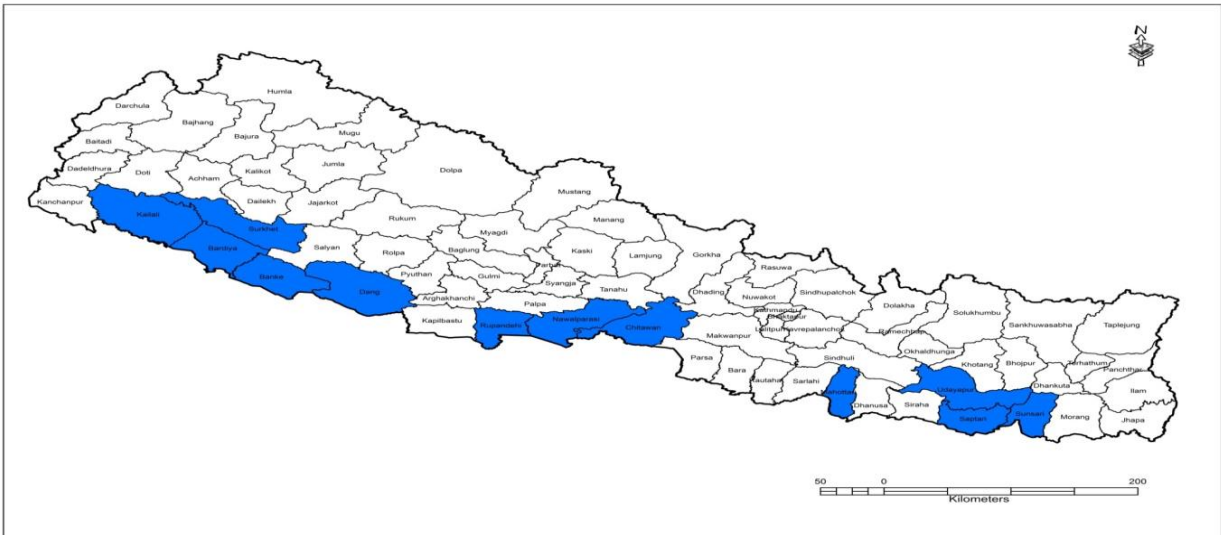 N
Humla
Darchula
Bajhang
Mugu
Bajura
Baitadi
Jumla
Dadeldhura
Doti
Kalikot
Dolpa
Achham
Mustang
Kanchanpur
Dailekh
Jajarkot
Kailali
Rukum
Manang
Surkhet
Myagdi
Bardiya
Salyan
Rolpa
Baglung
Kaski
Lamjung
Gorkha
Rasuwa
Banke
Dang
Pyuthan
Gulmi
Syangja
Tanahu
Dhading
Nuwakot
Sindhupalchok
Arghakhanchi
Palpa
Dolakha
Solukhumbu
Sankhuwasabha
Taplejung
Kapilbastu
Rupandehi
Nawalparasi
Chitawan
Makwanpur
Okhaldhunga
Parsa
Bara
Sarlahi
Sindhuli
Khotang
Bhojpur
Panchthar
Udayapur
Dhankuta
Ilam
Dhanusa
Siraha
Saptari
Sunsari
Morang
Jhapa
50 0 200
Kilometers